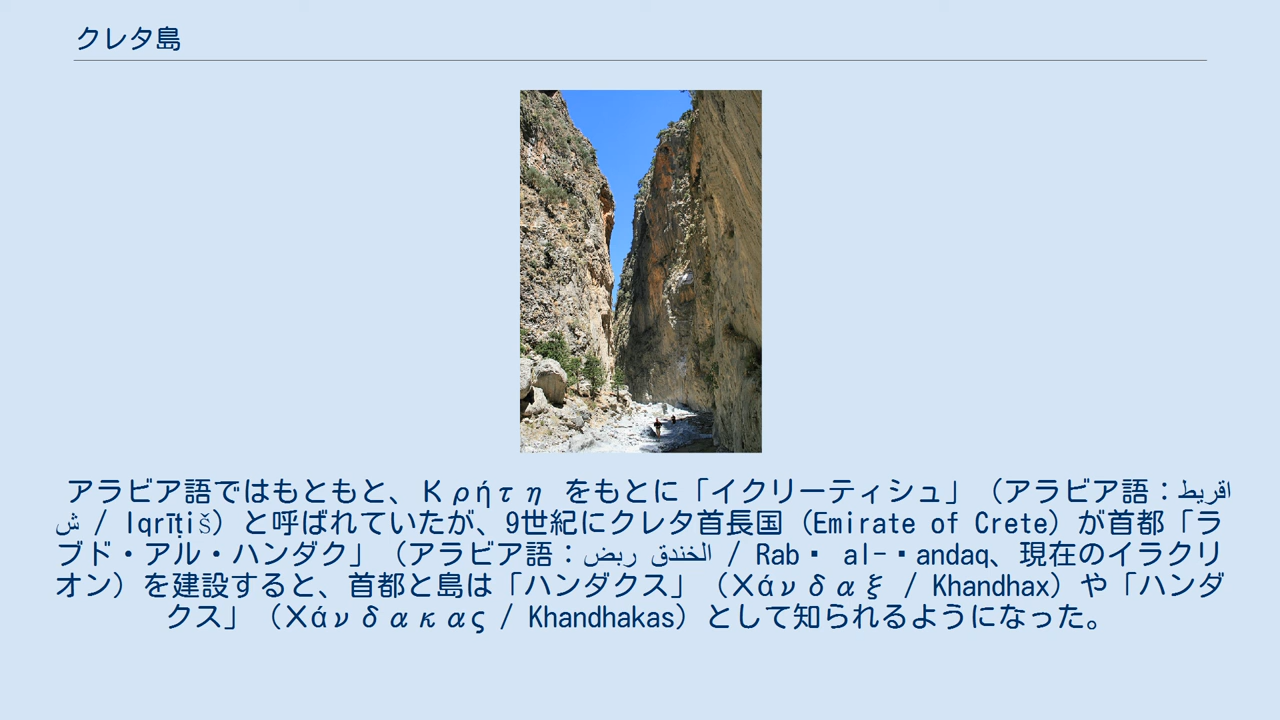 クレタ島
アラビア語ではもともと、Κρήτη をもとに「イクリーティシュ」（アラビア語：اقريط
ش / Iqrīṭiš）と呼ばれていたが、9世紀にクレタ首長国（Emirate of Crete）が首都「ラ
ブド・アル・ハンダク」（アラビア語：ربض الخندق / Rab al-andaq、現在のイラクリ
オン）を建設すると、首都と島は「ハンダクス」（Χάνδαξ / Khandhax）や「ハンダ
クス」（Χάνδακας / Khandhakas）として知られるようになった。